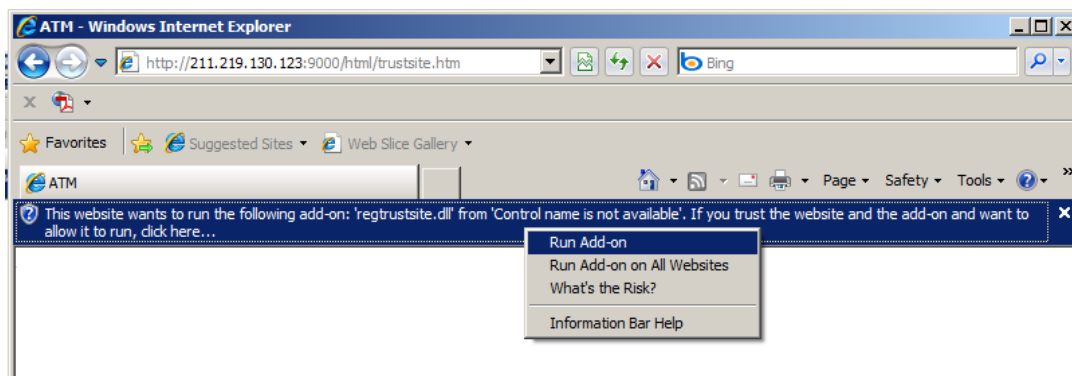 ATM - Windows Internet Explorer
http://211.219.130.123:9000/html/trustsite.htm
Bing
Favorites Suggested Sites Web Slice Gallery
ATM Page Safety Tools »
This website wants to run the following add-on: 'regtrustsite.dll' from 'Control name is not available'. If you trust the website and the add-on and want to
allow it to run, click here...
Run Add-on
Run Add-on on All Websites
What's the Risk?
Information Bar Help